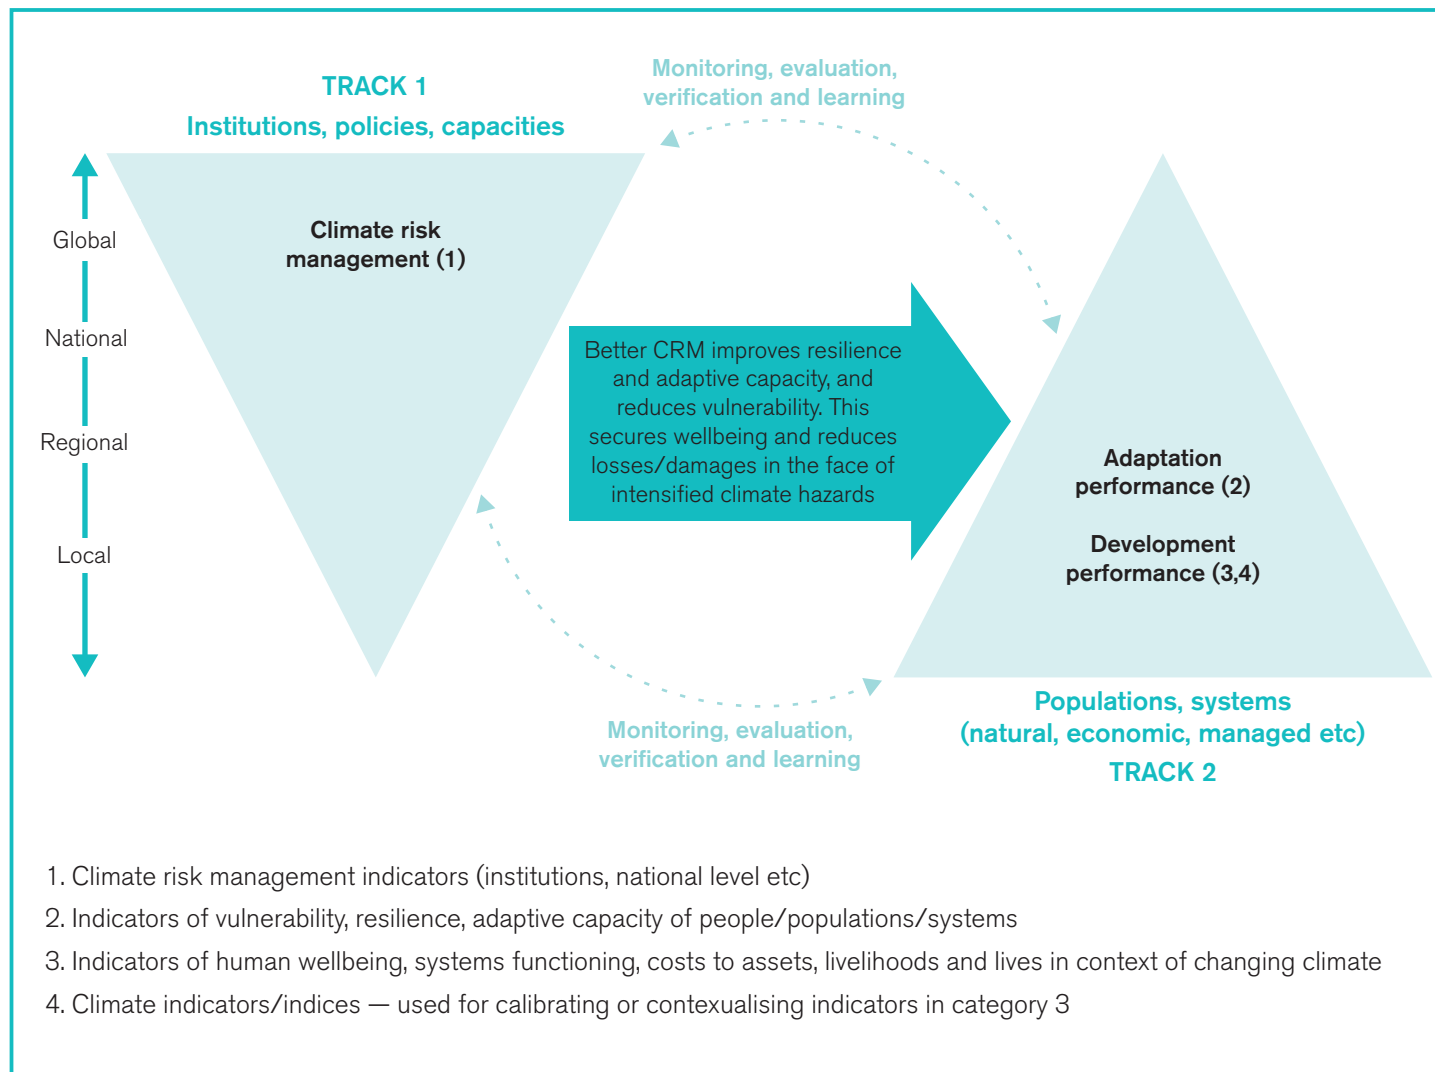 TRACK 1
Institutions, policies, capacities
Monitoring, evaluation,
verification and learning
Global
National
Regional
Local
Climate risk
management (1)
Better CRM improves resilience
and adaptive capacity, and
reduces vulnerability. This
secures wellbeing and reduces
losses/damages in the face of
intensified climate hazards
Adaptation
performance (2)
Development
performance (3,4)
Monitoring, evaluation,
verification and learning
Populations, systems
(natural, economic, managed etc)
TRACK 2
1. Climate risk management indicators (institutions, national level etc)
2. Indicators of vulnerability, resilience, adaptive capacity of people/populations/systems
3. Indicators of human wellbeing, systems functioning, costs to assets, livelihoods and lives in context of changing climate
4. Climate indicators/indices — used for calibrating or contexualising indicators in category 3